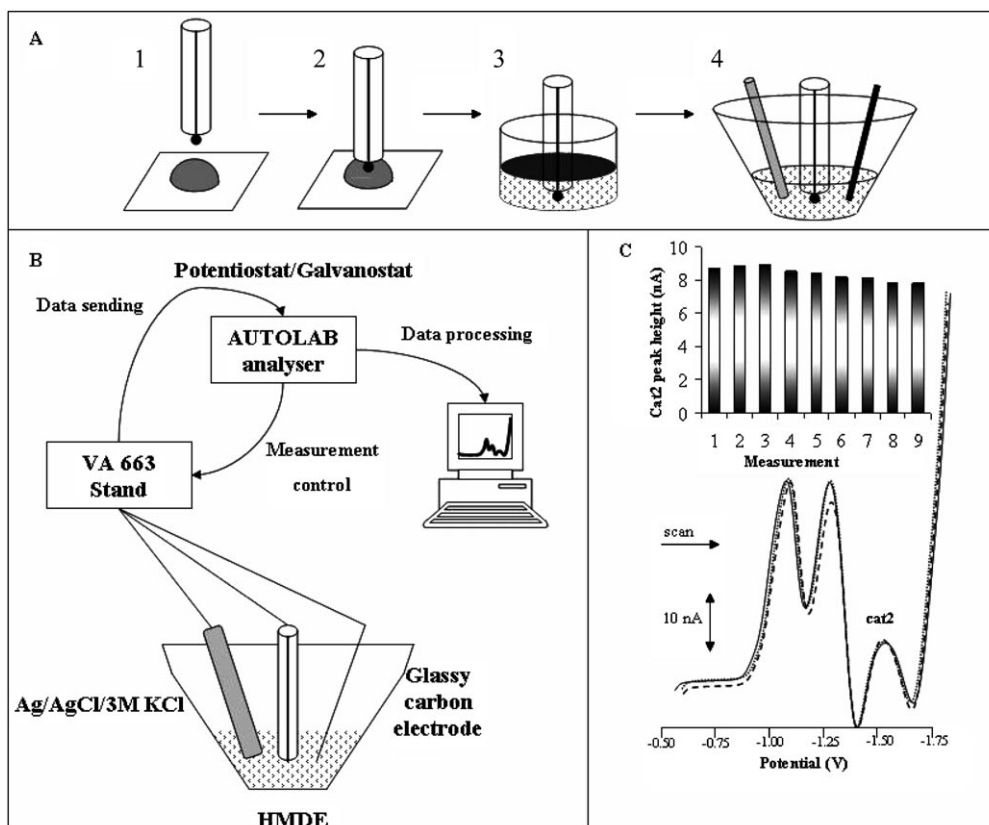 A
1
2
3
4
B
Potentiostat/Galvanostat
Data sending
AUTOLAB
analyser
Data processing
VA 663
Stand
Measurement
control
Ag/AgCl/3M KCl
Glassy
carbon
electrode
HMDE
C
Cat2 peak height (nA)
10
8
6
4
2
0
1 2 3 4 5 6 7 8 9
Measurement
scan
10 nA
cat2
-0.50 -0.75 -1.00 -1.25 -1.50 -1.75
Potential (V)